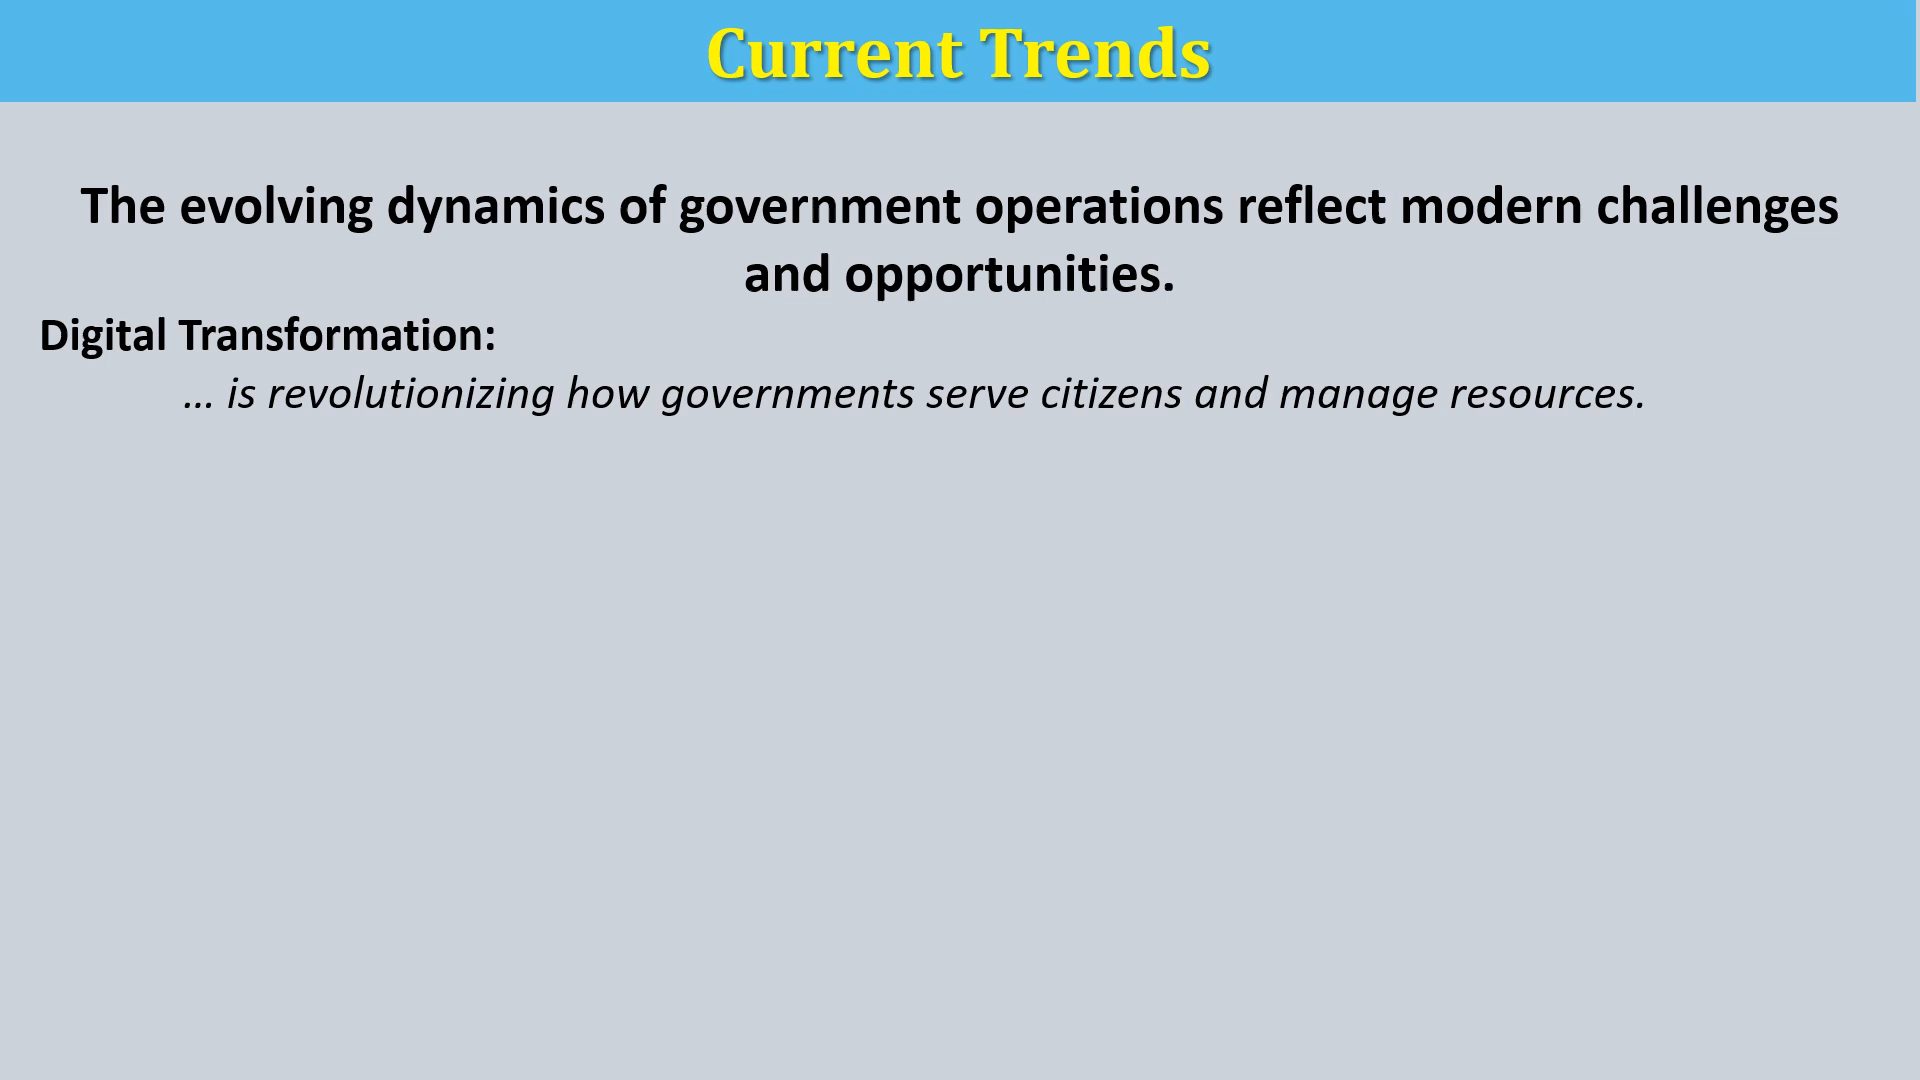 Current Trends
The evolving dynamics of government operations reflect modern challenges
and opportunities.
Digital Transformation:
... is revolutionizing how governments serve citizens and manage resources.